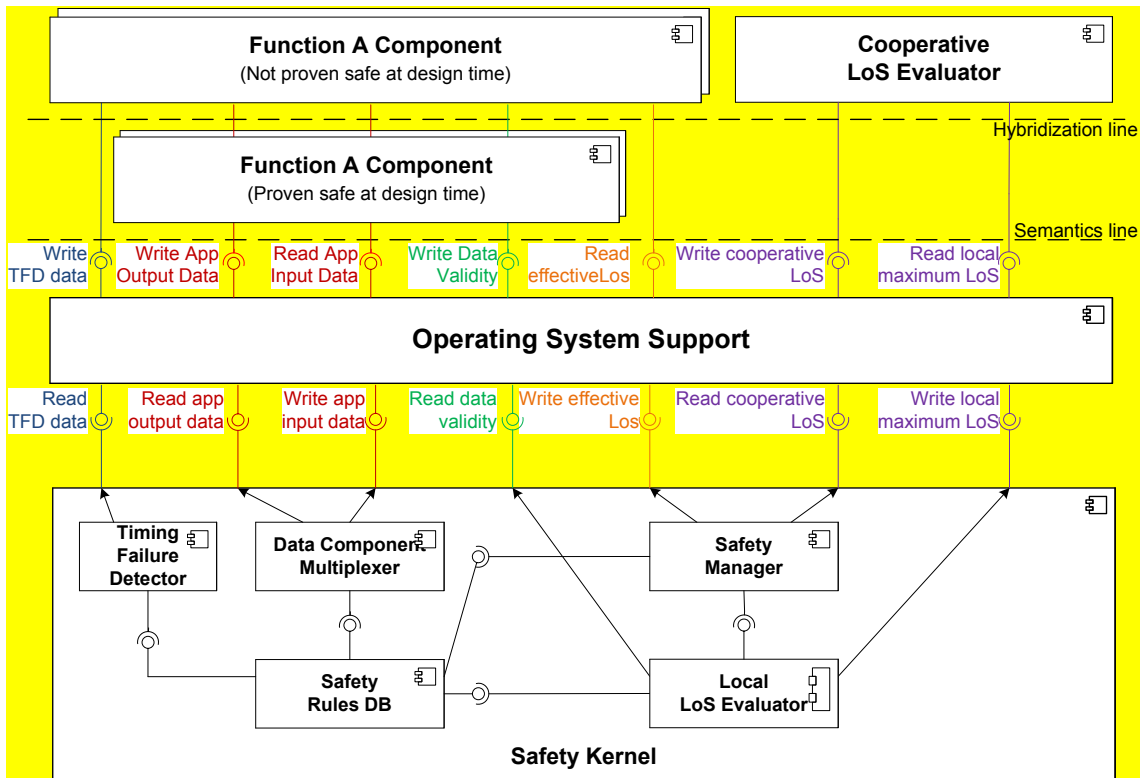 Function A Component
(Not proven safe at design time)
Cooperative
LoS Evaluator
Hybridization line
Function A Component
(Proven safe at design time)
Semantics line
Write
TFD data
Write App
Output Data
Read App
Input Data
Write Data
Validity
Read
effectiveLos
Write cooperative
LoS
Read local
maximum LoS
Operating System Support
Read
TFD data
Read app
output data
Write app
input data
Read data
validity
Write effective
Los
Read cooperative
LoS
Write local
maximum LoS
Timing
Failure
Detector
Data Component
Multiplexer
Safety
Manager
Safety
Rules DB
Local
LoS Evaluator
Safety Kernel